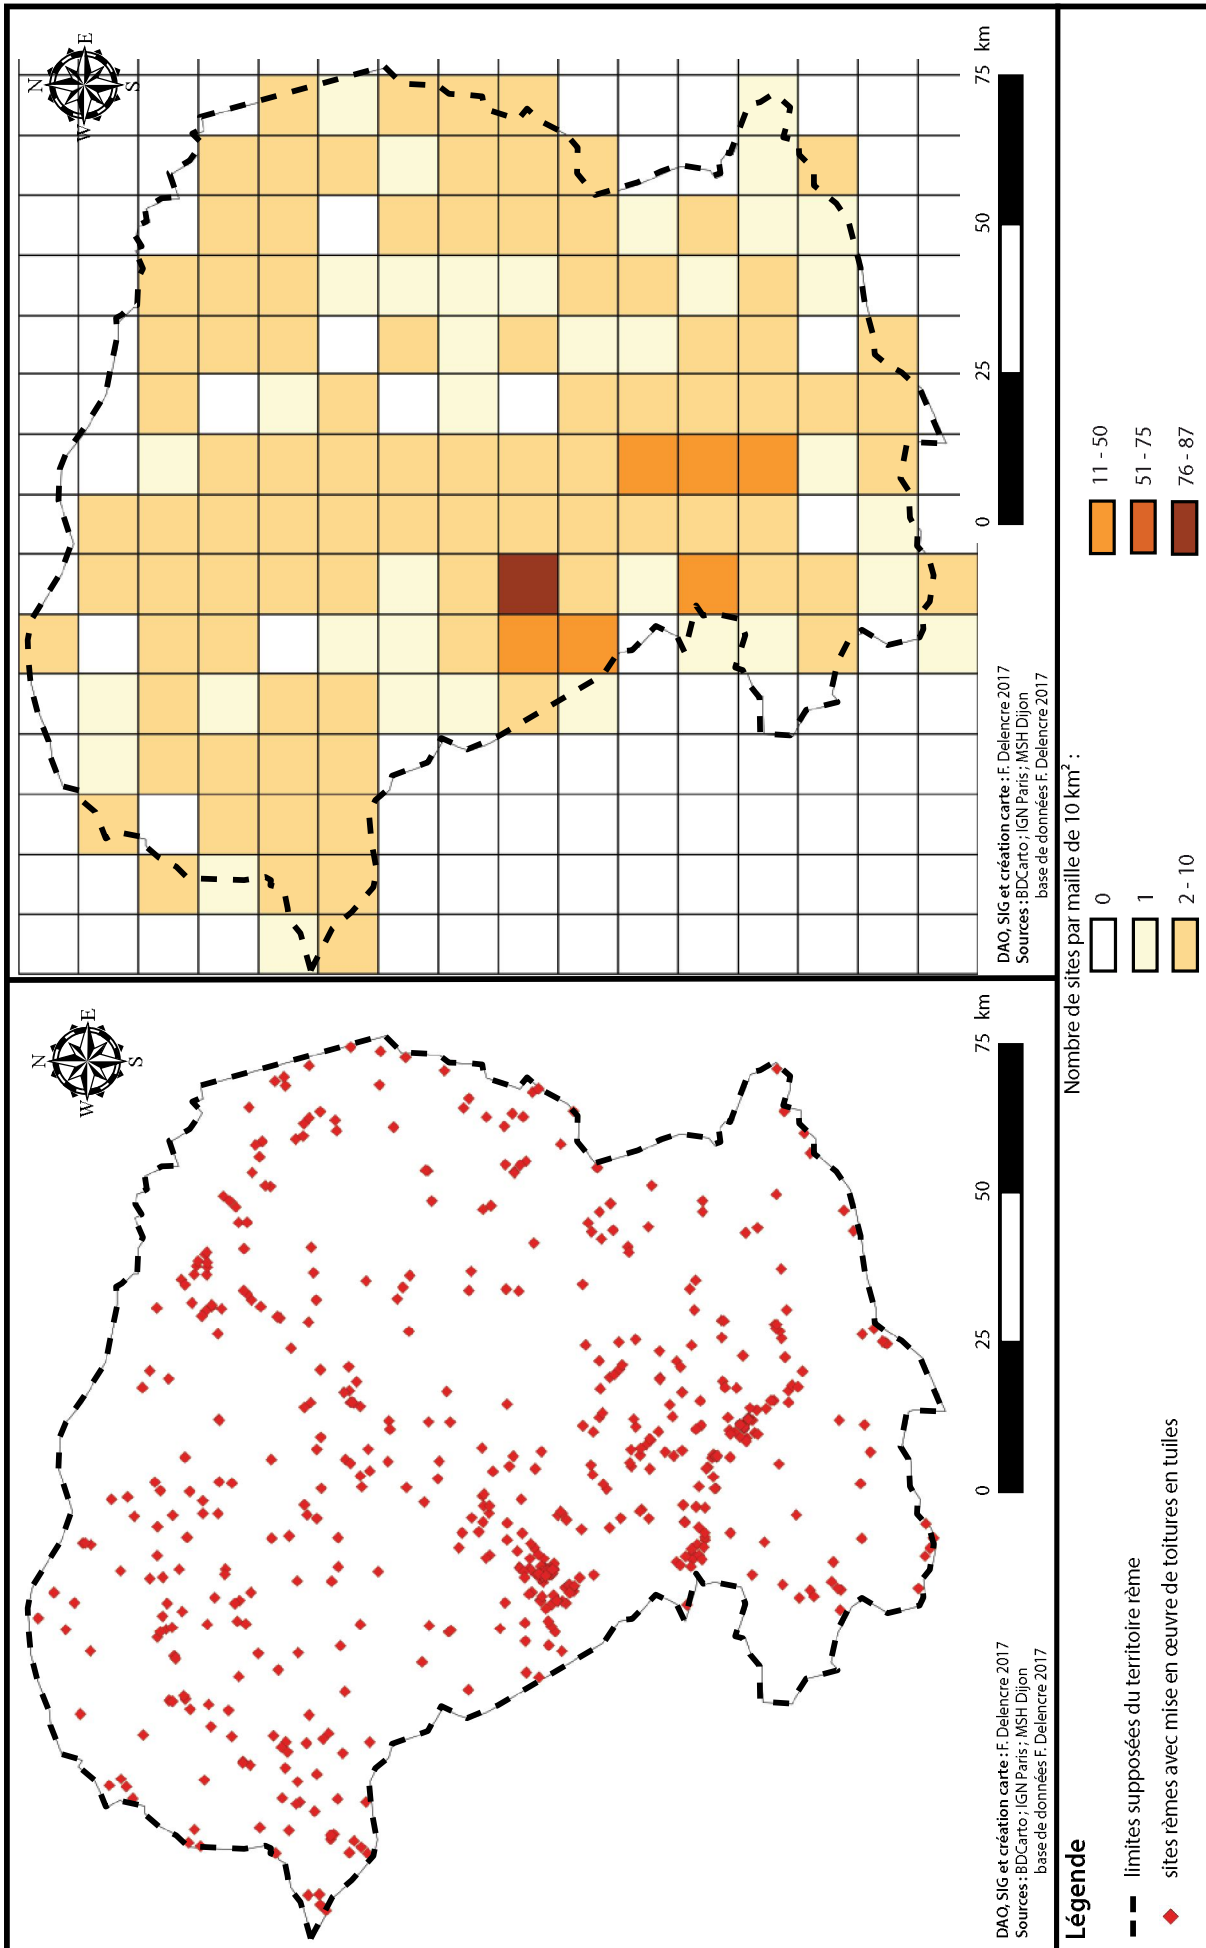 N
E
S
W
0
25
50
75
km
DAO, SIG et création carte : F. Delencre 2017
Sources : BDCarto ; IGN Paris ; MSH Dijon
base de données F. Delencre 2017
N
E
S
W
0
25
50
75
km
DAO, SIG et création carte : F. Delencre 2017
Sources : BDCarto ; IGN Paris ; MSH Dijon
base de données F. Delencre 2017
Légende
limites supposées du territoire rème
sites rèmes avec mise en œuvre de toitures en tuiles
Nombre de sites par maille de 10 km² :
0
1
2 - 10
11 - 50
51 - 75
76 - 87